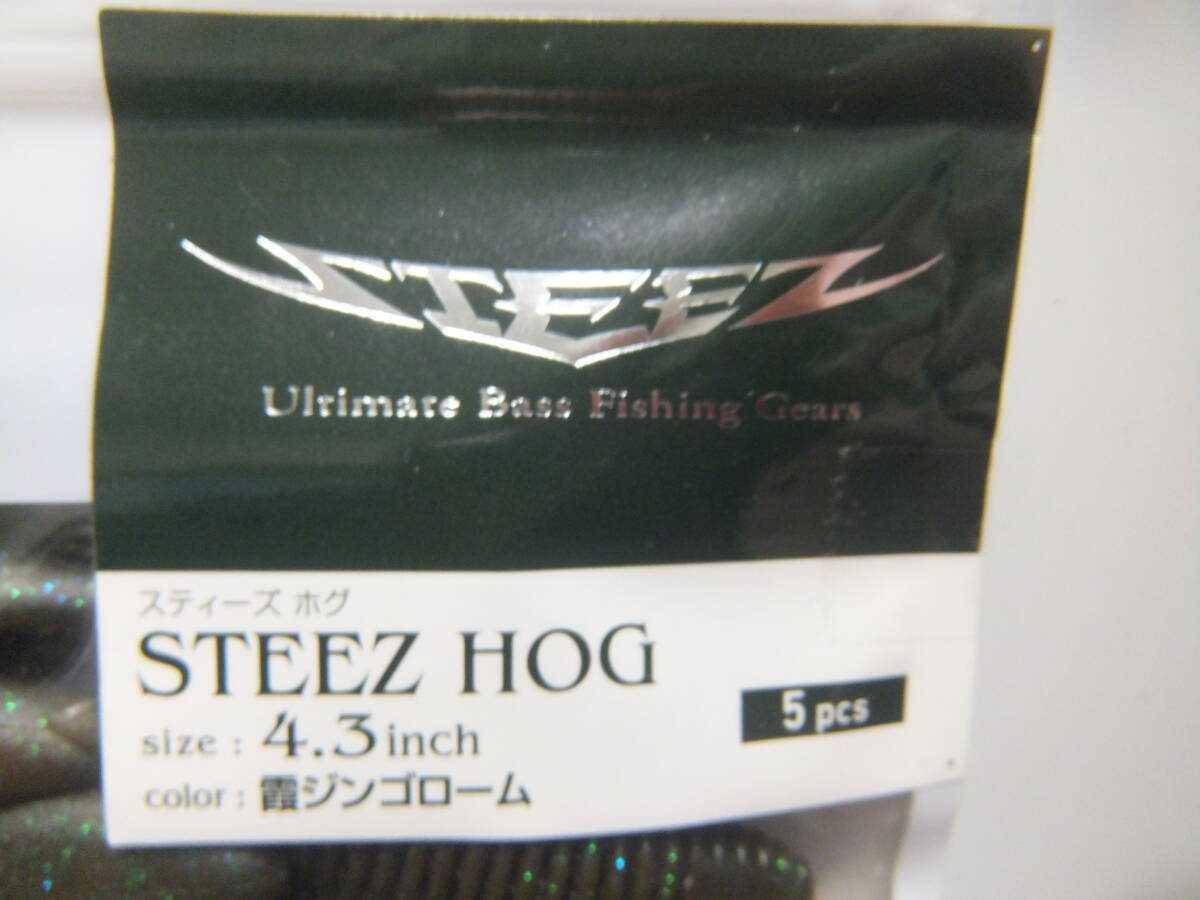 STEEZ
Ultimate Bass Fishing Gears
スティーズ ホグ
STEEZ HOG
size : 4.3inch
5 pcs
color : 霞ジンゴローム